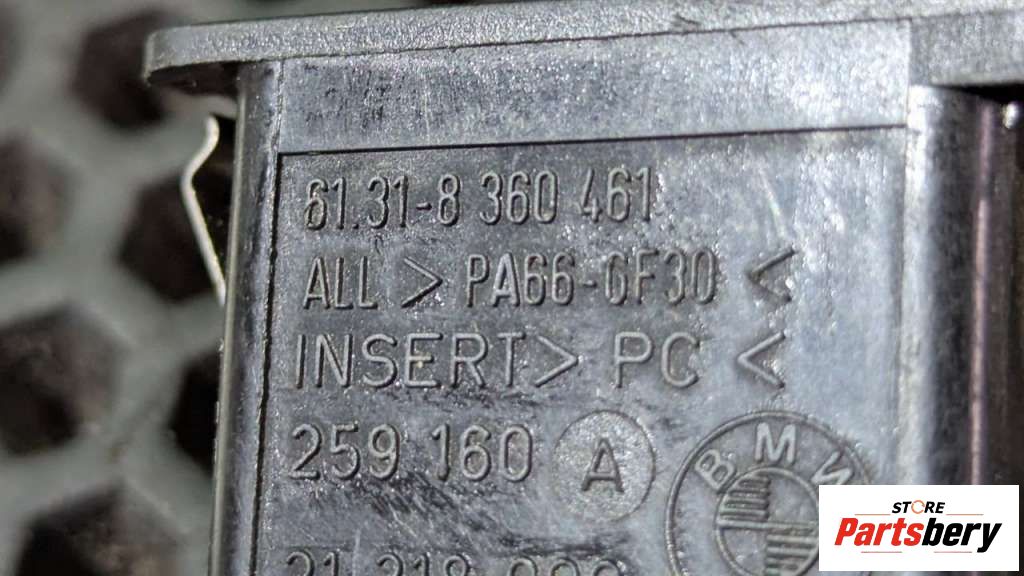 61.31-8 360 461
ALL > PA66-GF30 <
INSERT > PC <
259 160 A
BMW
STORE
Partsbery